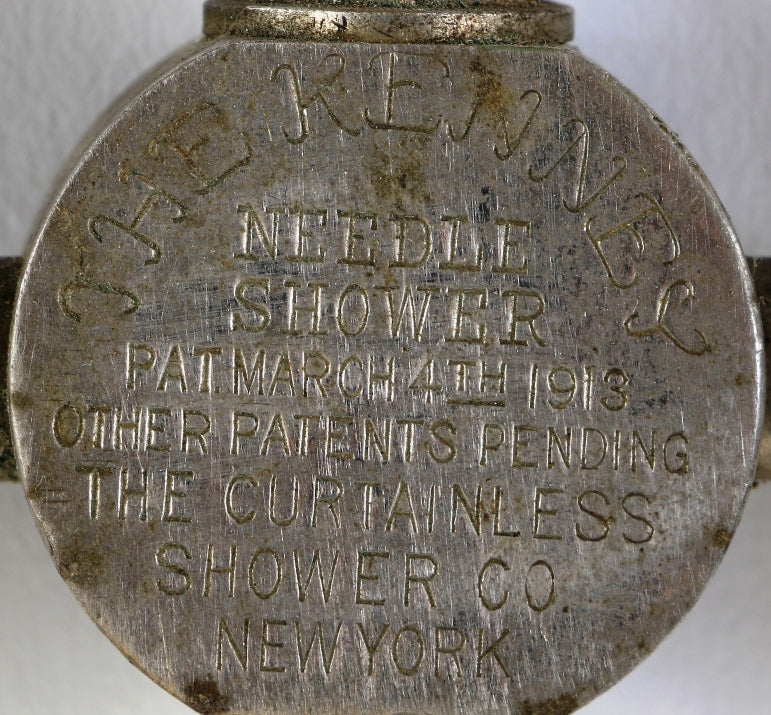 THE KENNEY
NEEDLE
SHOWER
PAT. MARCH 4TH 1913
OTHER PATENTS PENDING
THE CURTAINLESS
SHOWER CO
NEW YORK